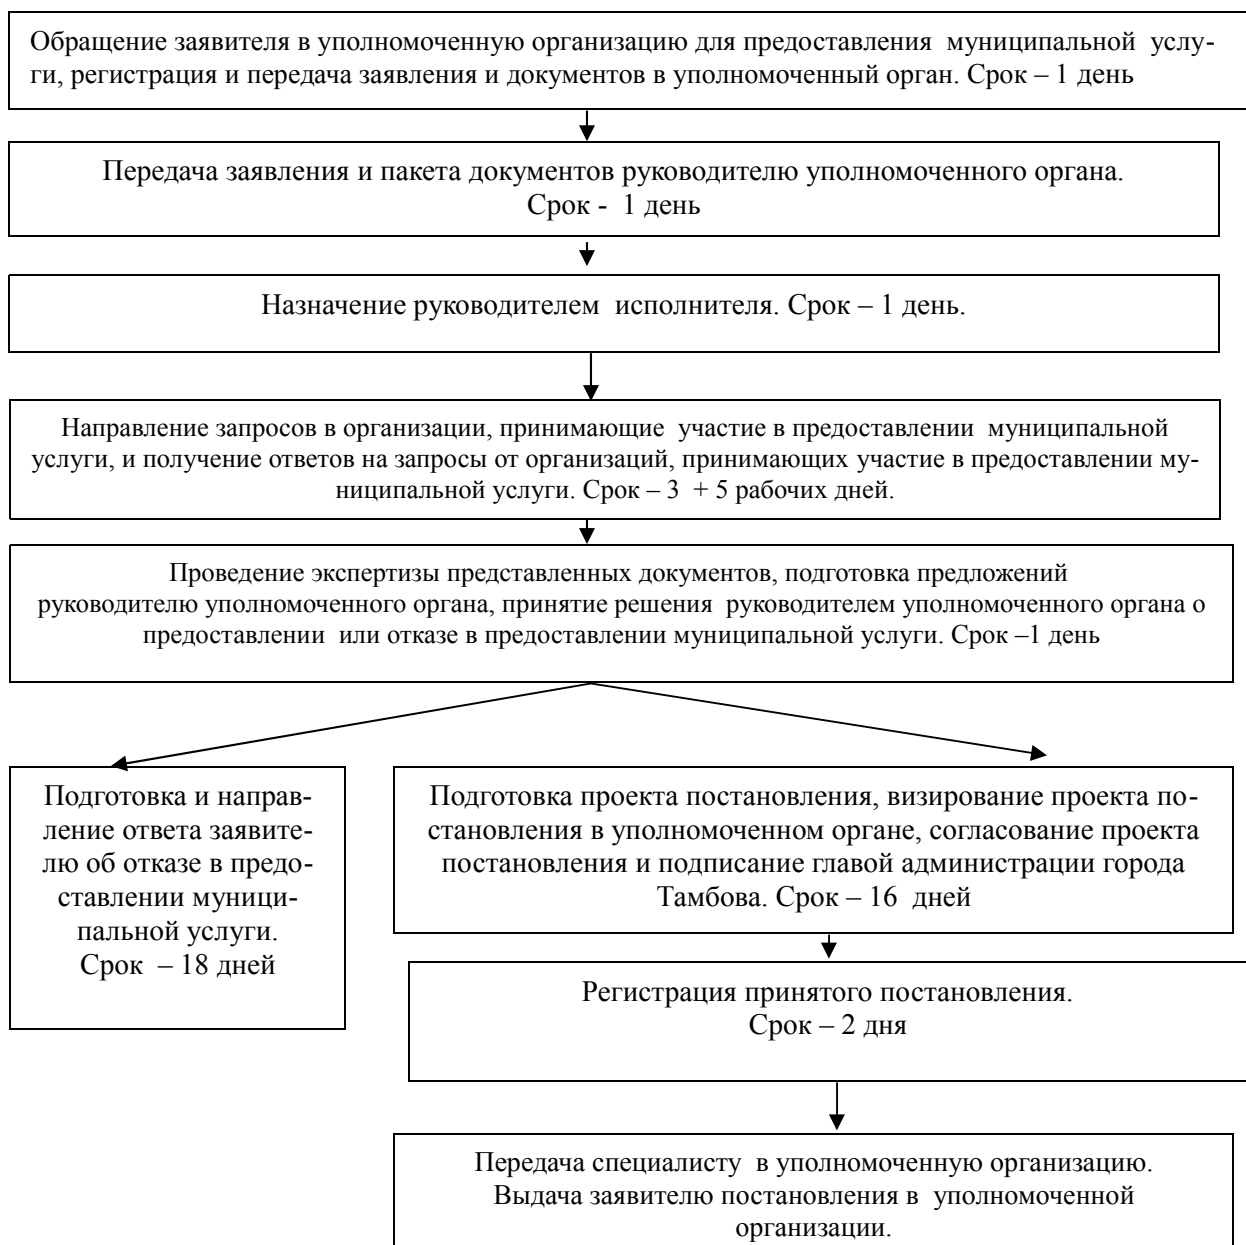 Обращение заявителя в уполномоченную организацию для предоставления муниципальной услу-
ги, регистрация и передача заявления и документов в уполномоченный орган. Срок – 1 день
Передача заявления и пакета документов руководителю уполномоченного органа.
Срок - 1 день
Назначение руководителем исполнителя. Срок – 1 день.
Направление запросов в организации, принимающие участие в предоставлении муниципальной
услуги, и получение ответов на запросы от организаций, принимающих участие в предоставлении му-
ниципальной услуги. Срок – 3 + 5 рабочих дней.
Проведение экспертизы представленных документов, подготовка предложений
руководителю уполномоченного органа, принятие решения руководителем уполномоченного органа о
предоставлении или отказе в предоставлении муниципальной услуги. Срок –1 день
Подготовка и направ-
ление ответа заявите-
лю об отказе в предо-
ставлении муници-
пальной услуги.
Срок – 18 дней
Подготовка проекта постановления, визирование проекта по-
становления в уполномоченном органе, согласование проекта
постановления и подписание главой администрации города
Тамбова. Срок – 16 дней
Регистрация принятого постановления.
Срок – 2 дня
Передача специалисту в уполномоченную организацию.
Выдача заявителю постановления в уполномоченной
организации.